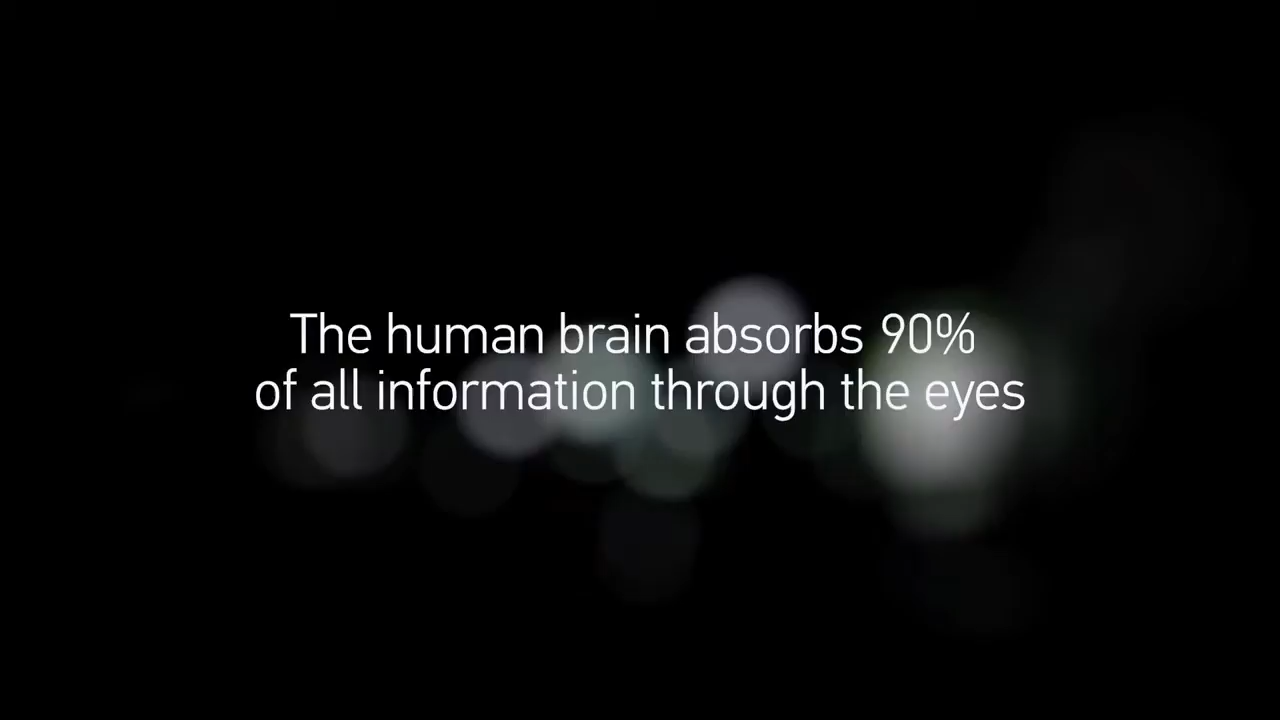 The human brain absorbs 90%
of all information through the eyes